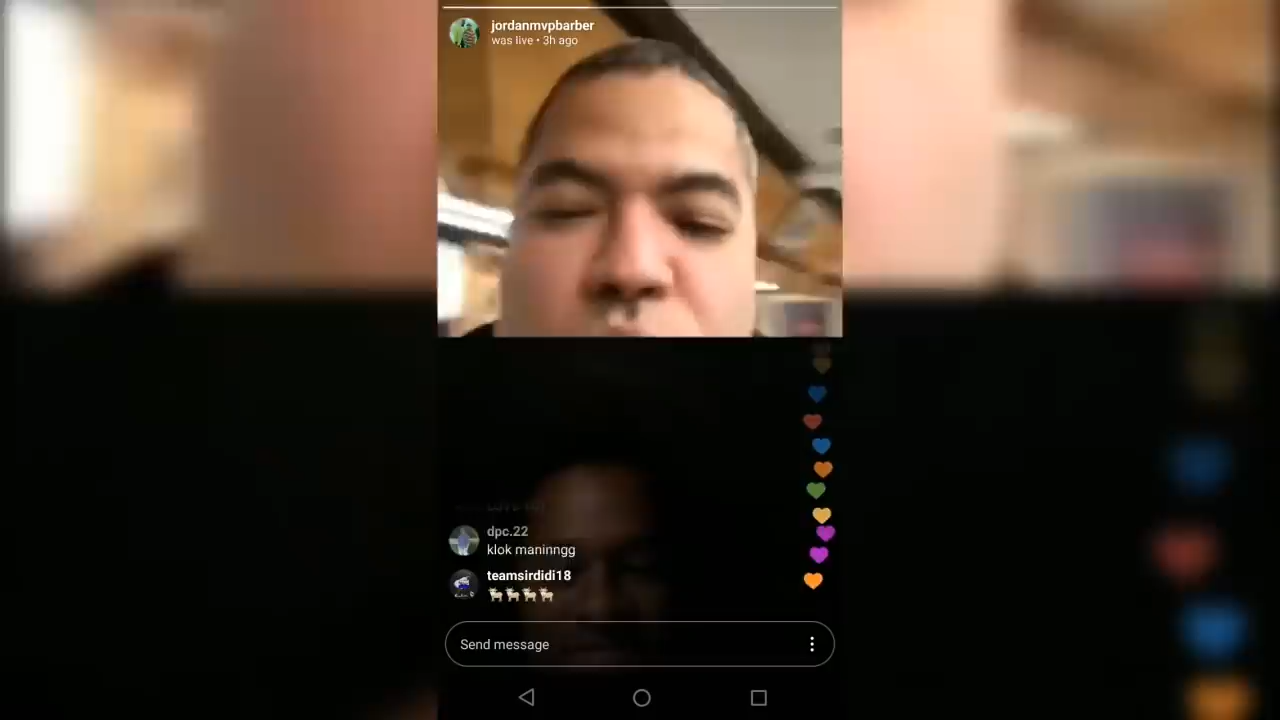 jordanmvpbarber
was live • 3h ago
dpc.22
klok maninngg
teamsirdidi18
🐐🐐🐐🐐
Send message